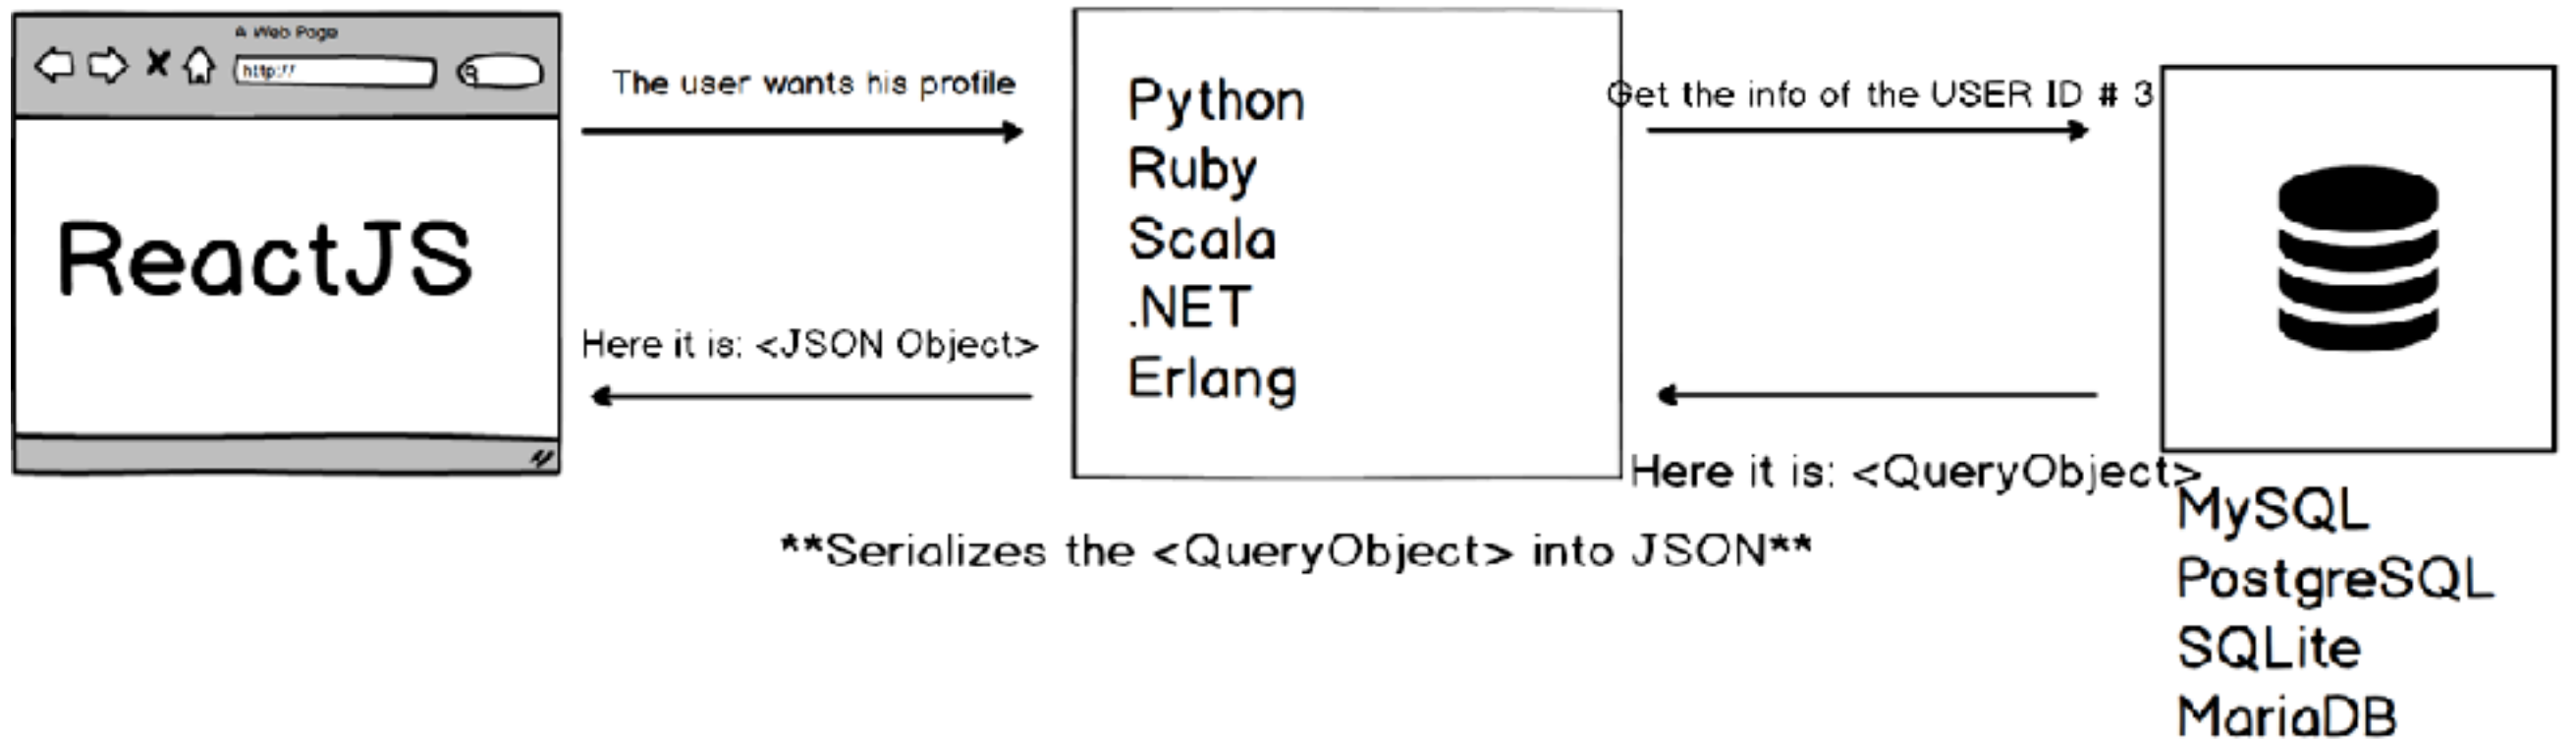 A Web Page
http://
ReactJS
The user wants his profile
Here it is: <JSON Object>
Python
Ruby
Scala
.NET
Erlang
Get the info of the USER ID # 3
Here it is: <QueryObject>
**Serializes the <QueryObject> into JSON**
MySQL
PostgreSQL
SQLite
MariaDB